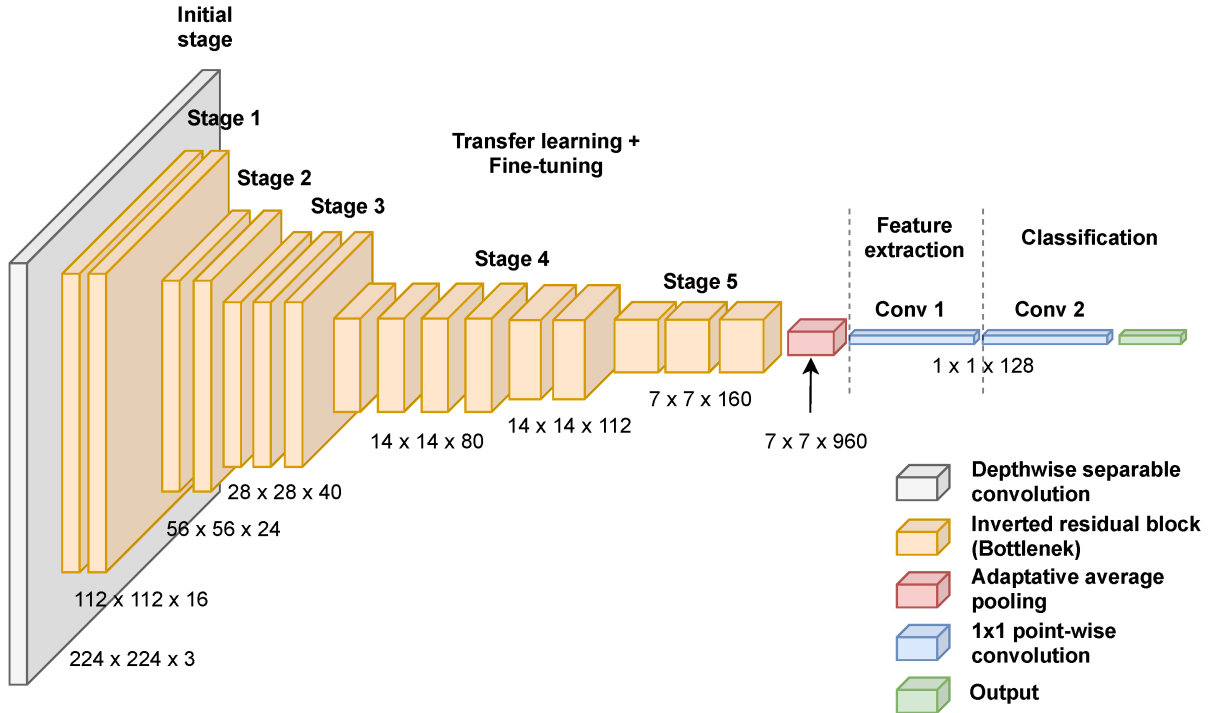 Initial
stage
Stage 1
Transfer learning +
Fine-tuning
Stage 2
Stage 3
Stage 4
Stage 5
Feature
extraction
Classification
Conv 1
Conv 2
1 x 1 x 128
7 x 7 x 160
14 x 14 x 112
14 x 14 x 80
7 x 7 x 960
28 x 28 x 40
56 x 56 x 24
112 x 112 x 16
224 x 224 x 3
Depthwise separable
convolution
Inverted residual block
(Bottlenek)
Adaptative average
pooling
1x1 point-wise
convolution
Output